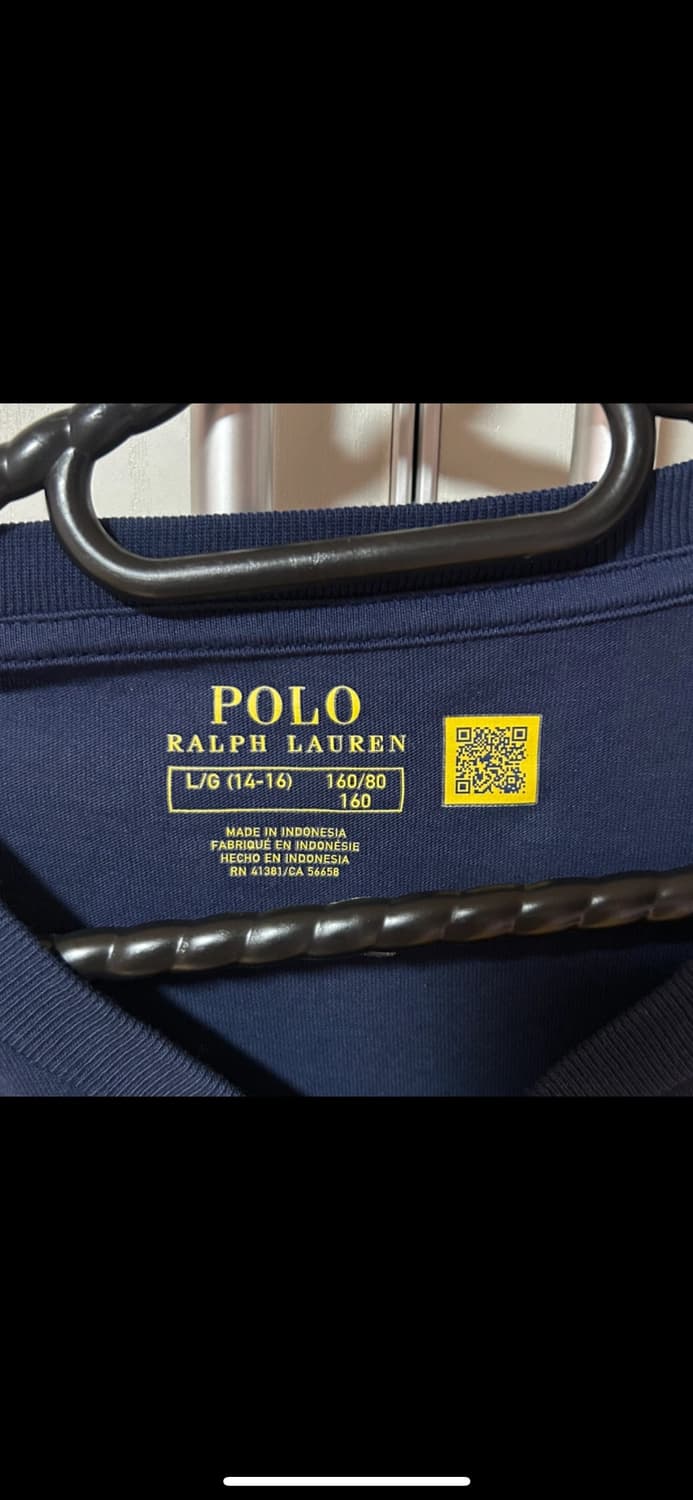 POLO
RALPH LAUREN
L/G (14-16) 160/80
160
MADE IN INDONESIA
FABRIQUÉ EN INDONÉSIE
HECHO EN INDONESIA
RN 41381/CA 56658